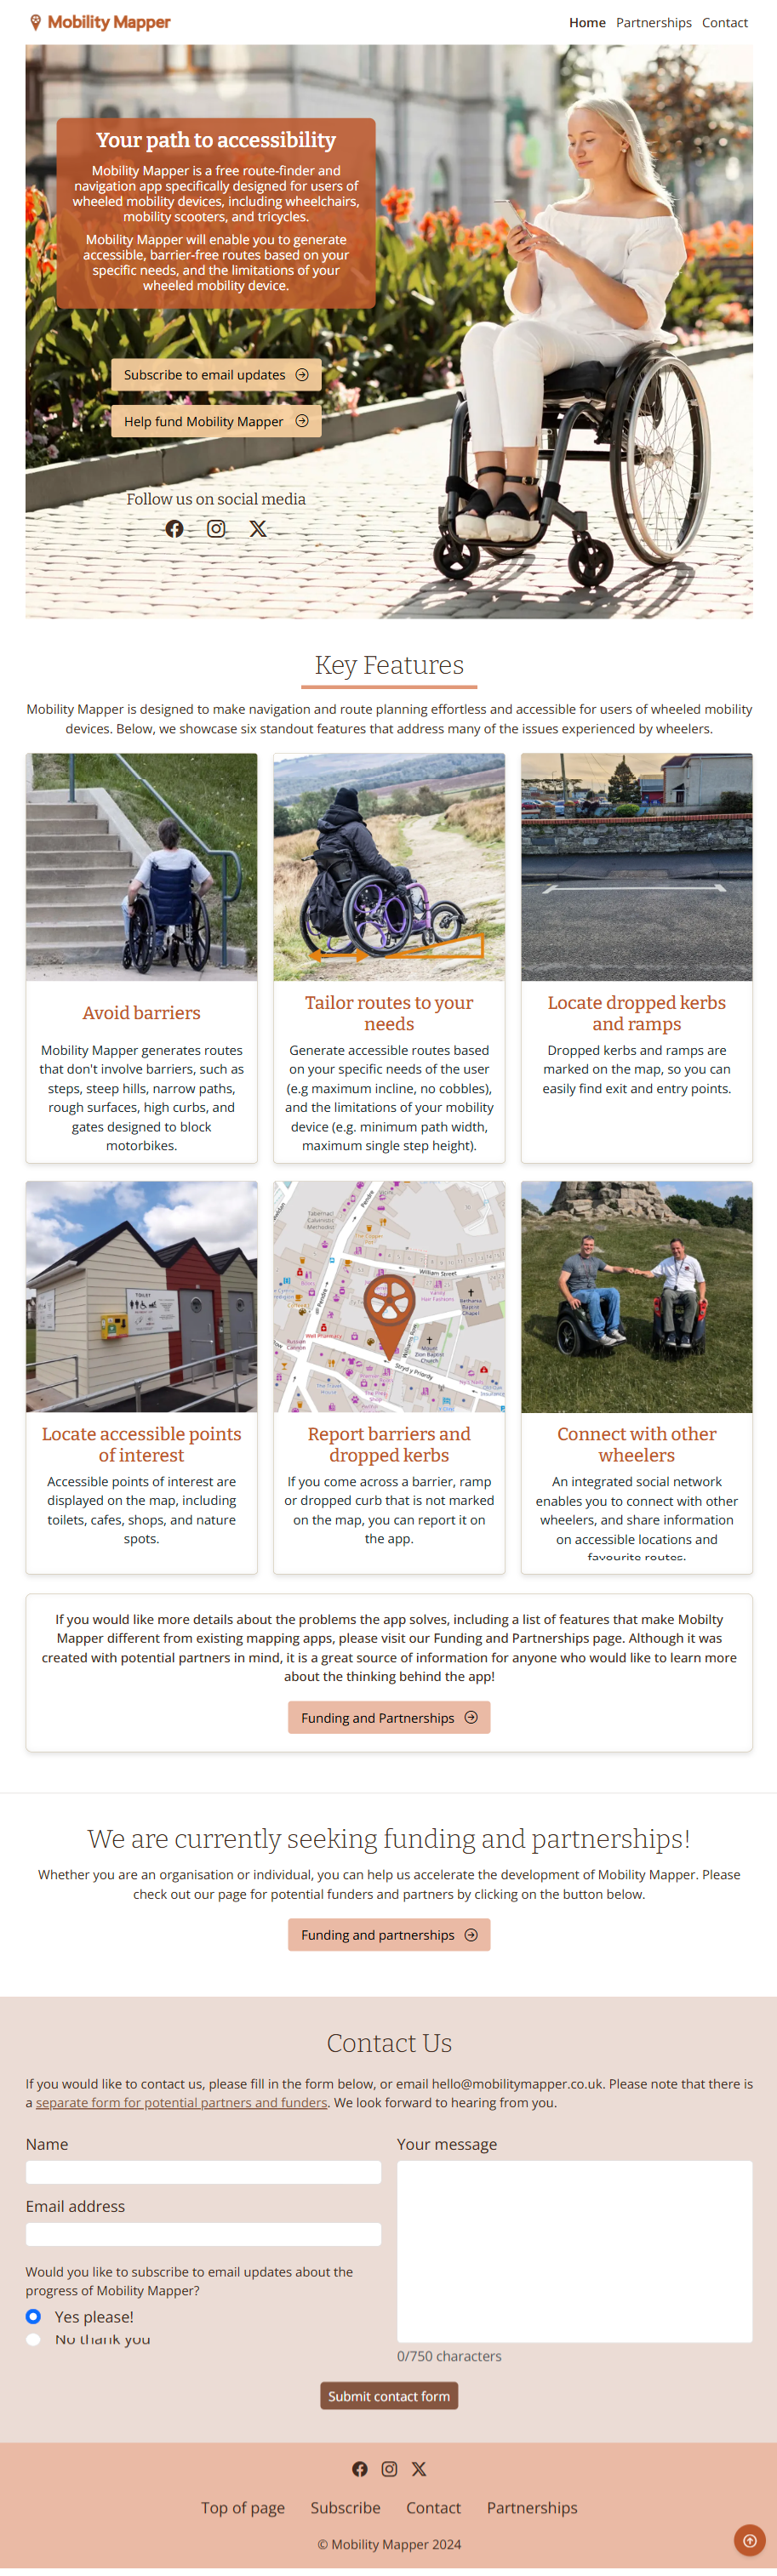 Mobility Mapper
Home Partnerships Contact
Your path to accessibility
Mobility Mapper is a free route-finder and
navigation app specifically designed for users of
wheeled mobility devices, including wheelchairs,
mobility scooters, and tricycles.
Mobility Mapper will enable you to generate
accessible, barrier-free routes based on your
specific needs, and the limitations of your
wheeled mobility device.
Subscribe to email updates
Help fund Mobility Mapper
Follow us on social media
Key Features
Mobility Mapper is designed to make navigation and route planning effortless and accessible for users of wheeled mobility
devices. Below, we showcase six standout features that address many of the issues experienced by wheelers.
Avoid barriers
Mobility Mapper generates routes
that don't involve barriers, such as
steps, steep hills, narrow paths,
rough surfaces, high curbs, and
gates designed to block
motorbikes.
Tailor routes to your
needs
Generate accessible routes based
on your specific needs of the user
(e.g maximum incline, no cobbles),
and the limitations of your mobility
device (e.g. minimum path width,
maximum single step height).
Locate dropped kerbs
and ramps
Dropped kerbs and ramps are
marked on the map, so you can
easily find exit and entry points.
TOILET
Locate accessible points
of interest
Accessible points of interest are
displayed on the map, including
toilets, cafes, shops, and nature
spots.
Tabernacl
Calfanaidd
Methodist
Pendre
William Street
Well Pharmacy
Mount
Zion Baptist
Church
Bethania
Baptist
Chapel
Stryd y Priordy
Report barriers and
dropped kerbs
If you come across a barrier, ramp
or dropped curb that is not marked
on the map, you can report it on
the app.
Connect with other
wheelers
An integrated social network
enables you to connect with other
wheelers, and share information
on accessible locations and
favourite routes.
If you would like more details about the problems the app solves, including a list of features that make Mobilty
Mapper different from existing mapping apps, please visit our Funding and Partnerships page. Although it was
created with potential partners in mind, it is a great source of information for anyone who would like to learn more
about the thinking behind the app!
Funding and Partnerships
We are currently seeking funding and partnerships!
Whether you are an organisation or individual, you can help us accelerate the development of Mobility Mapper. Please
check out our page for potential funders and partners by clicking on the button below.
Funding and partnerships
Contact Us
If you would like to contact us, please fill in the form below, or email hello@mobilitymapper.co.uk. Please note that there is
a separate form for potential partners and funders. We look forward to hearing from you.
Name
Email address
Would you like to subscribe to email updates about the
progress of Mobility Mapper?
Yes please!
No thank you
Your message
0/750 characters
Submit contact form
Top of page Subscribe Contact Partnerships
© Mobility Mapper 2024